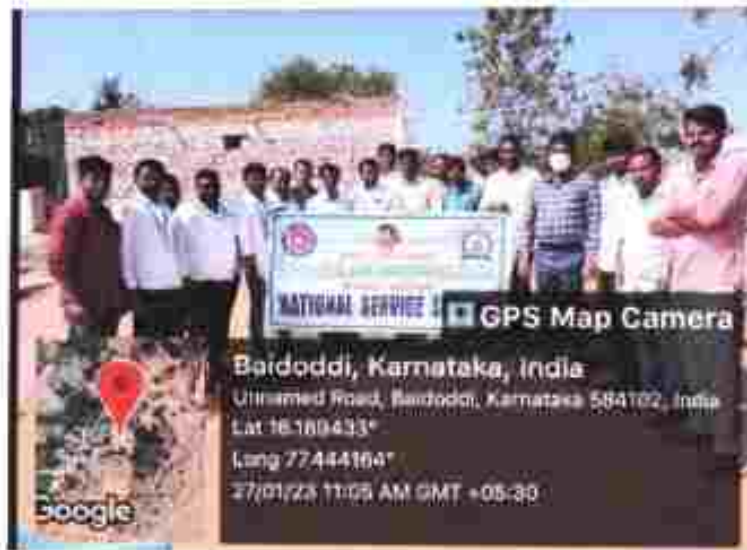 NATIONAL SERVICE S
GPS Map Camera
Baidoddi, Karnataka, India
Unnamed Road, Baidoddi, Karnataka 584102, India
Lat 16.189433°
Long 77.444164°
27/01/23 11:05 AM GMT +05:30
Google